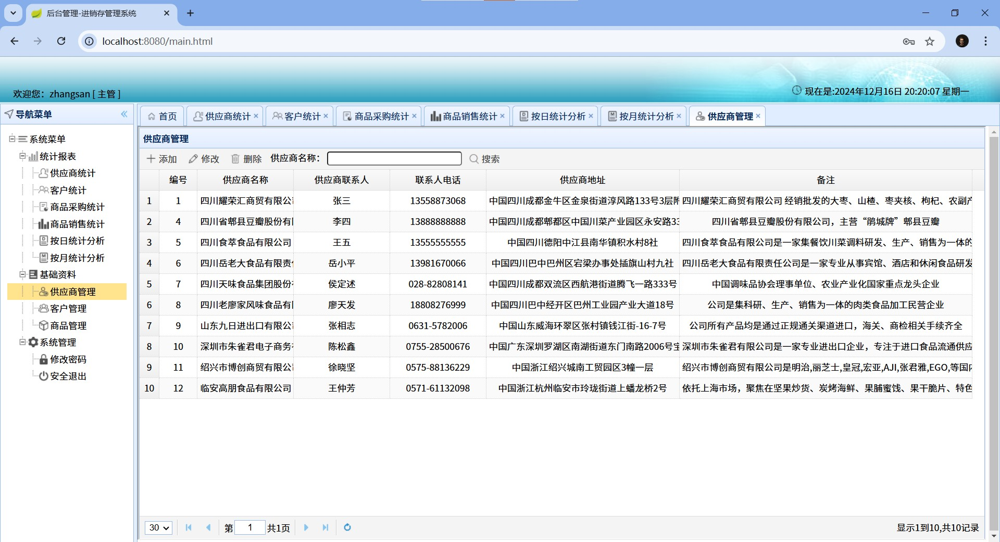 后台管理-进销存管理系统
localhost:8080/main.html
欢迎您：zhangsan [ 主管 ]
现在是:2024年12月16日 20:20:07 星期一
导航菜单
首页 供应商统计 客户统计 商品采购统计 商品销售统计 按日统计分析 按月统计分析 供应商管理
系统菜单
统计报表
供应商统计
客户统计
商品采购统计
商品销售统计
按日统计分析
按月统计分析
基础资料
供应商管理
客户管理
商品管理
系统管理
修改密码
安全退出
供应商管理
添加 修改 删除 供应商名称： 搜索
编号 供应商名称 供应商联系人 联系人电话 供应商地址 备注
1 1 四川耀荣汇商贸有限公 张三 13558873068 中国四川成都金牛区金泉街道淳风路133号3层附 四川耀荣汇商贸有限公司 经销批发的大枣、山楂、枣夹核、枸杞、农副产
2 4 四川省郫县豆瓣股份有 李四 13888888888 中国四川成都郫都区中国川菜产业园区永安路33 四川省郫县豆瓣股份有限公司，主营“鹃城牌”郫县豆瓣
3 5 四川食萃食品有限公司 王五 13555555555 中国四川德阳中江县南华镇积水村8社 四川食萃食品有限公司是一家集餐饮川菜调料研发、生产、销售为一体的
4 6 四川岳老大食品有限责 岳小平 13981670066 中国四川巴中巴州区宕梁办事处插旗山村九社 四川岳老大食品有限责任公司是一家专业从事宾馆、酒店和休闲食品研发
5 7 四川天味食品集团股份 侯定述 028-82808141 中国四川成都双流区西航港街道腾飞一路333号 中国调味品协会理事单位、农业产业化国家重点龙头企业
6 8 四川老廖家风味食品有 廖天发 18808276999 中国四川巴中经开区巴州工业园产业大道18号 公司是集科研、生产、销售为一体的肉类食品加工民营企业
7 9 山东九日进出口有限公 张相志 0631-5782006 中国山东威海环翠区张村镇钱江街-16-7号 公司所有产品均是通过正规通关渠道进口，海关、商检相关手续齐全
8 10 深圳市朱雀君电子商务 陈松鑫 0755-28500676 中国广东深圳罗湖区南湖街道东门南路2006号宝 深圳市朱雀君有限公司是一家专业进出口企业，专注于进口食品流通供应
9 11 绍兴市博创商贸有限公 徐晓坚 0575-88136229 中国浙江绍兴城南工贸园区3幢一层 绍兴市博创商贸有限公司是明治,丽芝士,皇冠,宏亚,AJI,张君雅,EGO,等国
10 12 临安高朋食品有限公司 王仲芳 0571-61132098 中国浙江杭州临安市玲珑街道上蟠龙桥2号 依托上海市场，聚焦在坚果炒货、炭烤海鲜、果脯蜜饯、果干脆片、特色
30 第 1 共1页
显示1到10,共10记录